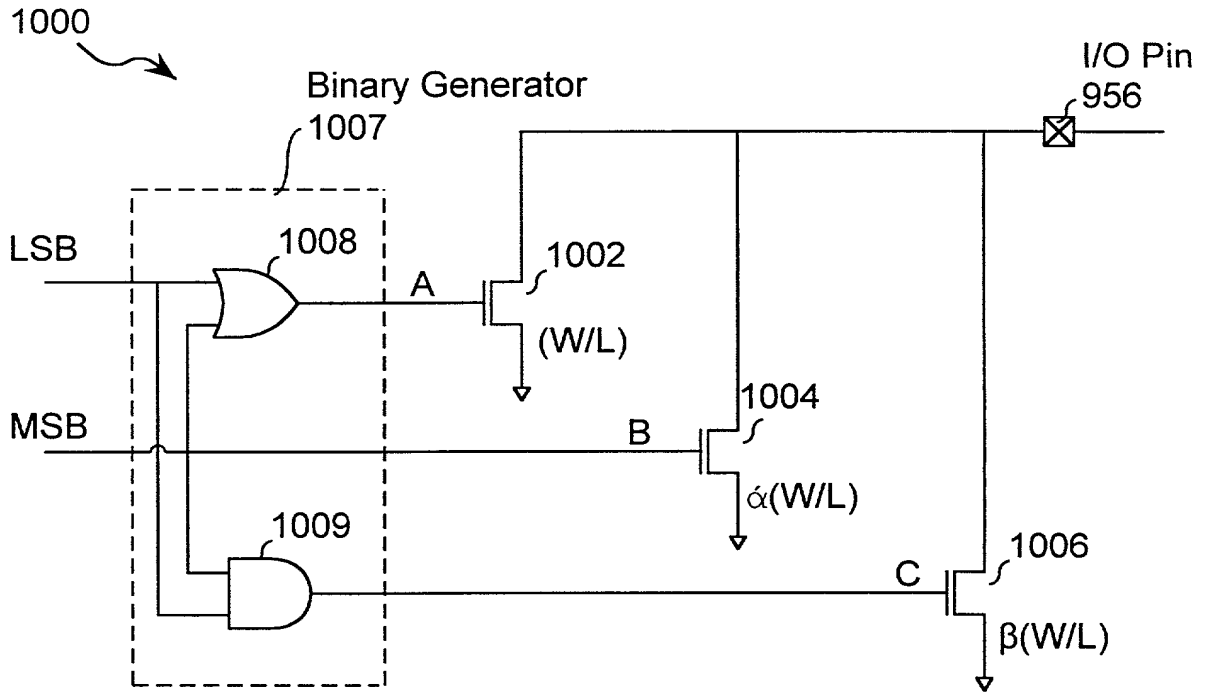 1000
I/O Pin
956
Binary Generator
1007
LSB
1008
A
1002
(W/L)
MSB
B
1004
ά(W/L)
1009
C
1006
β(W/L)